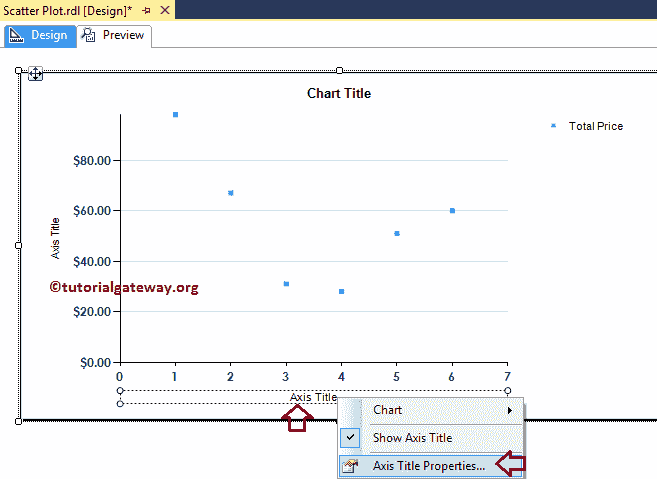 Scatter Plot.rdl [Design]*
Design Preview
Chart Title
Total Price
$80.00
$60.00
$40.00
$20.00
$0.00
Axis Title
©tutorialgateway.org
0 1 2 3 4 5 6 7
Axis Title
Chart
Show Axis Title
Axis Title Properties...